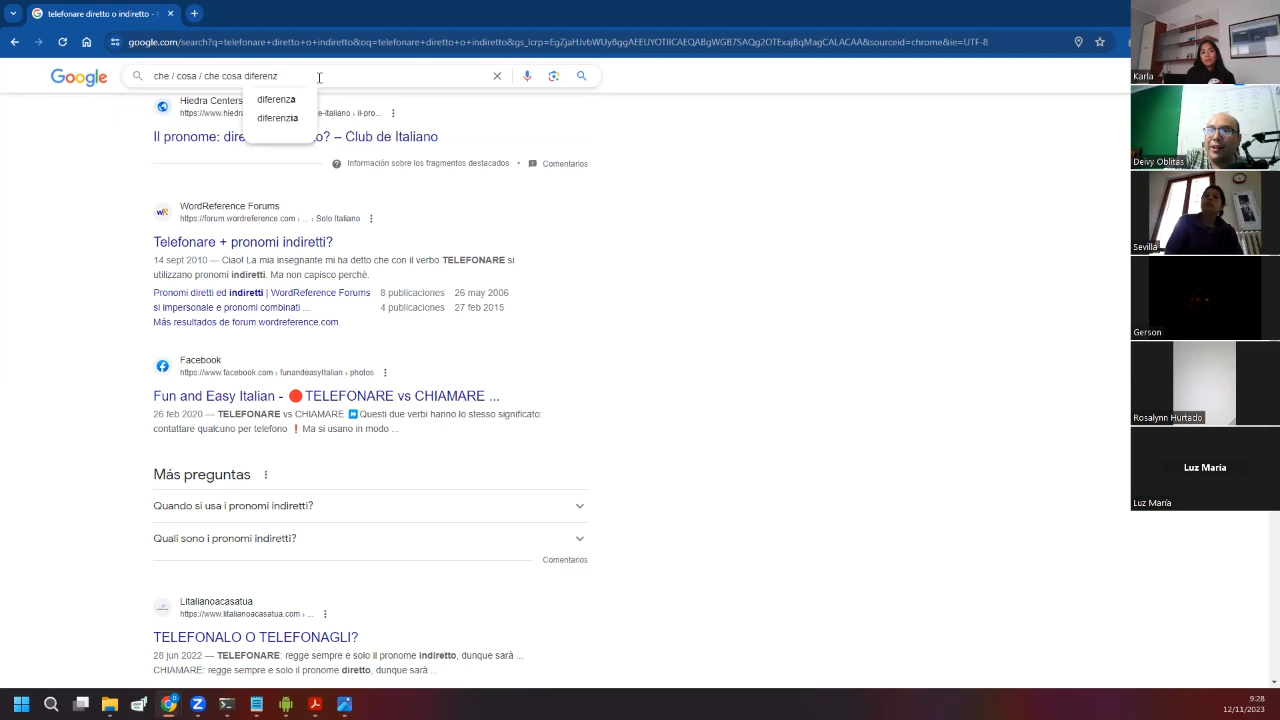 telefonare diretto o indiretto -
google.com/search?q=telefonare+diretto+o+indiretto&oq=telefonare+diretto+o+indiretto&gs_lcrp=EgZjaHJvbWUyBggAEEUYOTIICAEQABgWGB7SAQg2OTExajBqMagCALACAA&sourceid=chrome&ie=UTF-8
Google
che / cosa / che cosa diferenz
diferenza
diferenzia
Hiedra Centers
https://www.hiedra
e-italiano › il-pro...
Il pronome: dire
o? – Club de Italiano
Información sobre los fragmentos destacados • Comentarios
WordReference Forums
https://forum.wordreference.com › ... › Solo Italiano
Telefonare + pronomi indiretti?
14 sept 2010 — Ciao! La mia insegnante mi ha detto che con il verbo TELEFONARE si
utilizzano pronomi indiretti. Ma non capisco perchè.
Pronomi diretti ed indiretti | WordReference Forums 8 publicaciones 26 may 2006
si impersonale e pronomi combinati ... 4 publicaciones 27 feb 2015
Más resultados de forum.wordreference.com
Facebook
https://www.facebook.com › funandeasyItalian › photos
Fun and Easy Italian - 🔴 TELEFONARE vs CHIAMARE ...
26 feb 2020 — TELEFONARE vs CHIAMARE ➡️Questi due verbi hanno lo stesso significato:
contattare qualcuno per telefono ❗Ma si usano in modo ...
Más preguntas
Quando si usa i pronomi indiretti?
Quali sono i pronomi indiretti?
Comentarios
Litalianoacasatua
https://www.litalianoacasatua.com › ...
TELEFONALO O TELEFONAGLI?
28 jun 2022 — TELEFONARE: regge sempre e solo il pronome indiretto, dunque sarà ...
CHIAMARE: regge sempre e solo il pronome diretto, dunque sarà ...
Karla
Deivy Oblitas
Sevilla
Gerson
Rosalynn Hurtado
Luz Maria
Luz María
9:28
12/11/2023